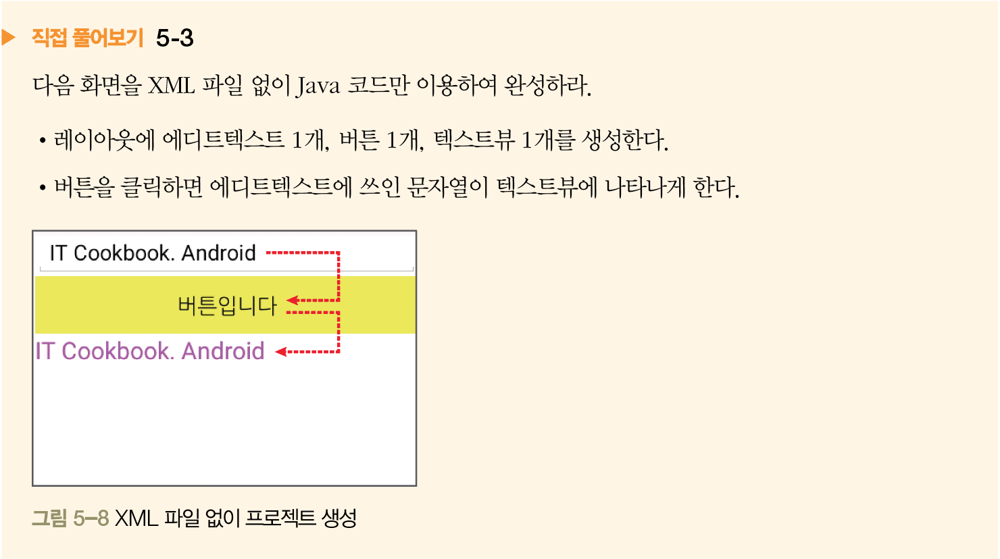 직접 풀어보기 5-3
다음 화면을 XML 파일 없이 Java 코드만 이용하여 완성하라.
• 레이아웃에 에디트텍스트 1개, 버튼 1개, 텍스트뷰 1개를 생성한다.
• 버튼을 클릭하면 에디트텍스트에 쓰인 문자열이 텍스트뷰에 나타나게 한다.
IT Cookbook. Android
버튼입니다
IT Cookbook. Android
그림 5-8 XML 파일 없이 프로젝트 생성